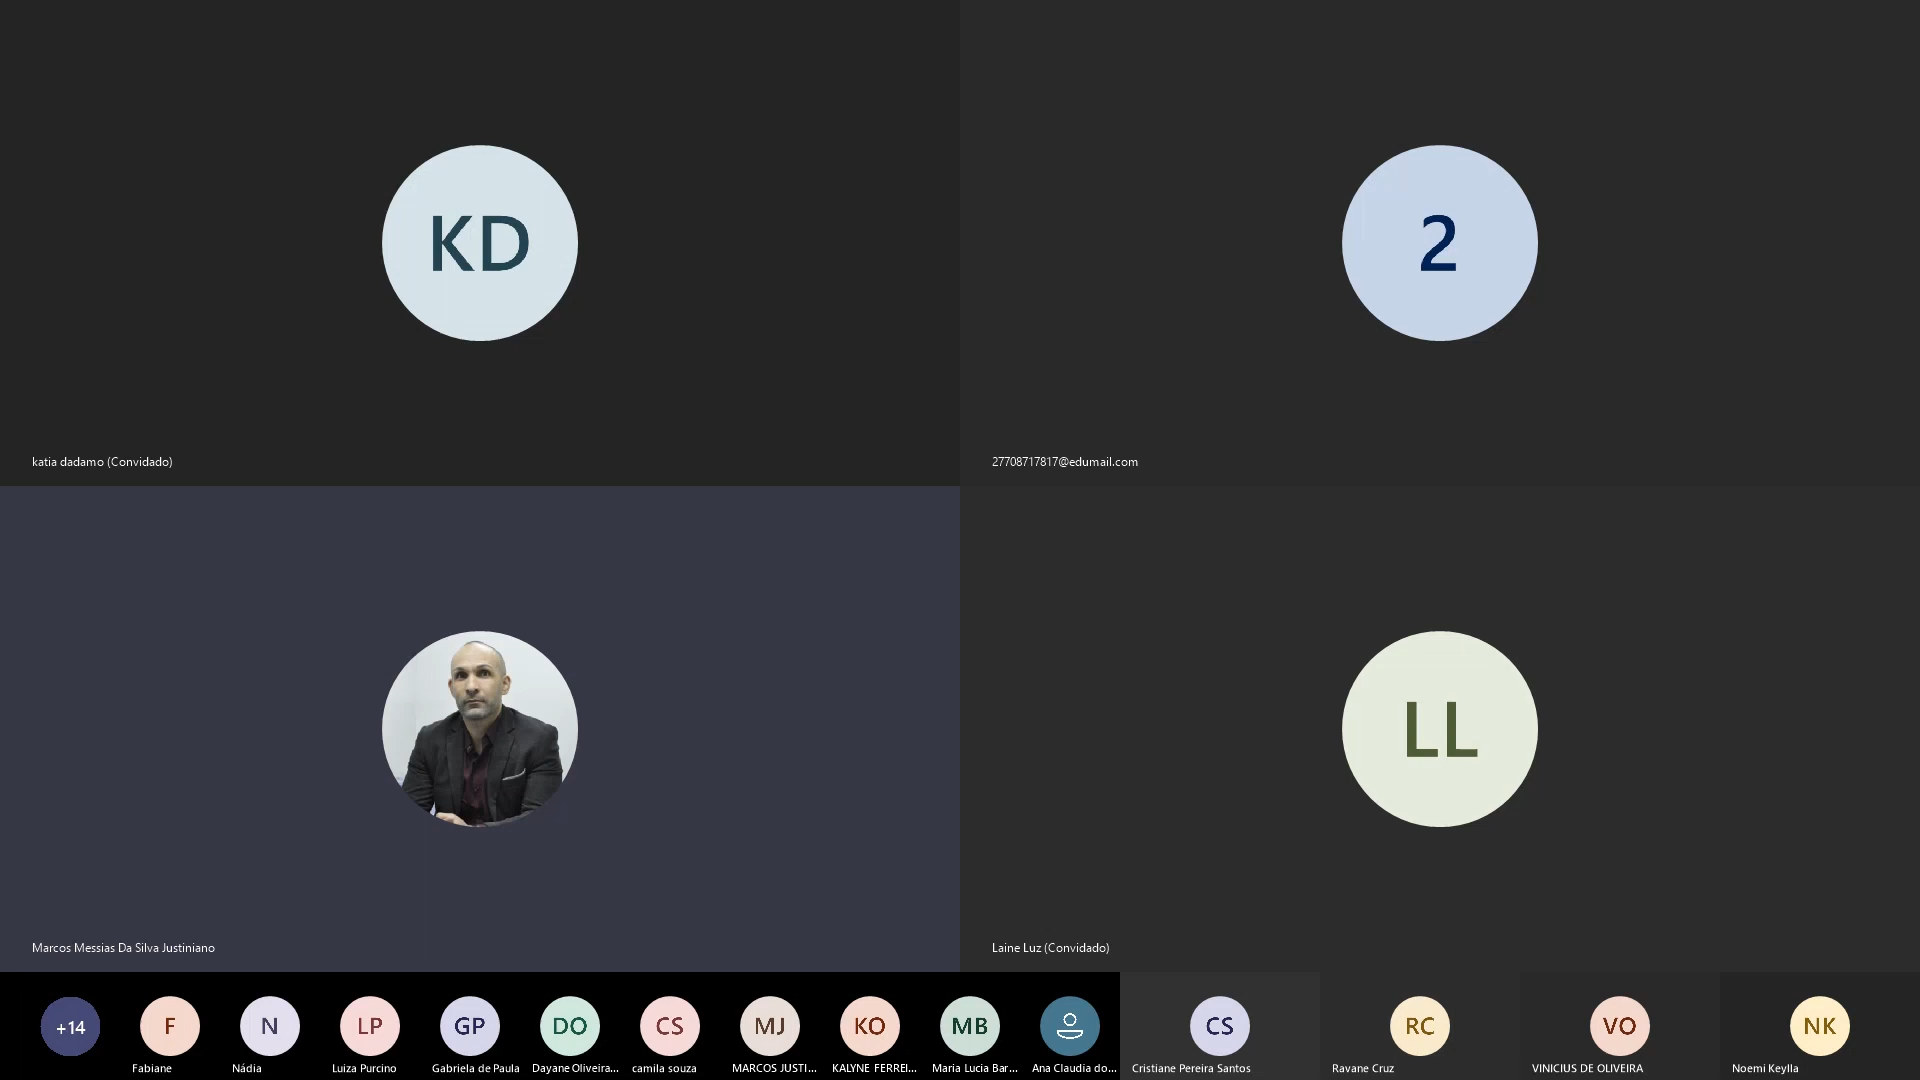 KD
2
katia dadamo (Convidado)
27708717817@edumail.com
LL
Marcos Messias Da Silva Justiniano
Laine Luz (Convidado)
+14
F
N
LP
GP
DO
CS
MJ
KO
MB
CS
RC
VO
NK
Fabiane
Nádia
Luiza Purcino
Gabriela de Paula
Dayane Oliveira...
camila souza
MARCOS JUSTI...
KALYNE FERREI...
Maria Lucia Bar...
Ana Claudia do...
Cristiane Pereira Santos
Ravane Cruz
VINICIUS DE OLIVEIRA
Noemi Keylla